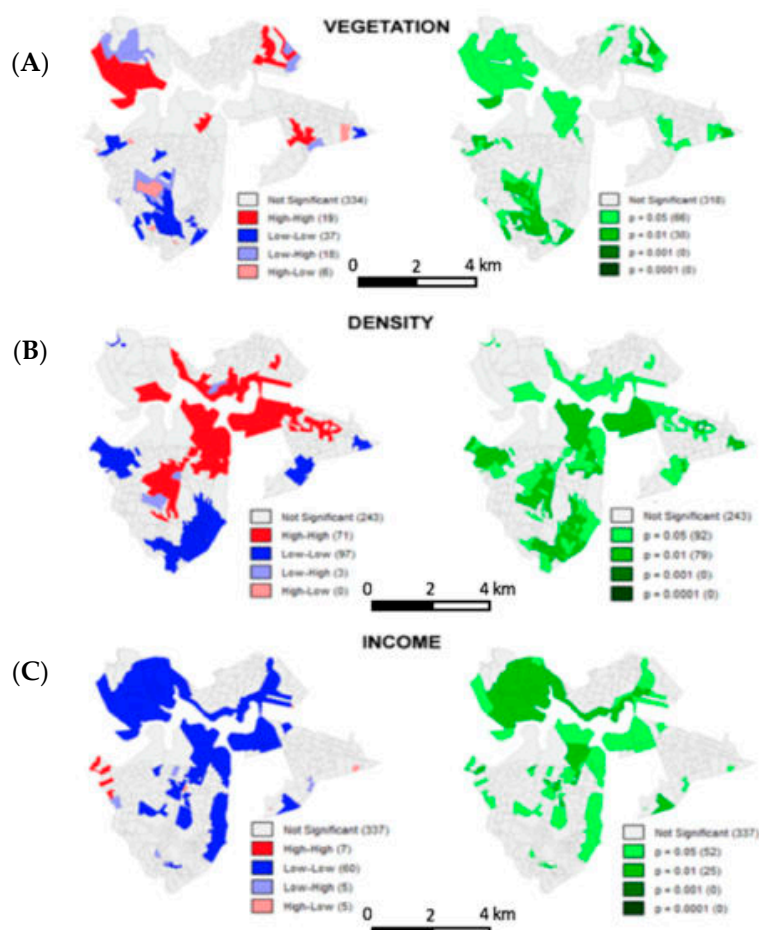 VEGETATION
(A)
Not Significant (334)
High-High (19)
Low-Low (37)
Low-High (18)
High-Low (6)
Not Significant (318)
p = 0.05 (66)
p = 0.01 (30)
p = 0.001 (0)
p = 0.0001 (0)
0 2 4 km
DENSITY
(B)
Not Significant (243)
High-High (71)
Low-Low (97)
Low-High (3)
High-Low (0)
Not Significant (243)
p = 0.05 (92)
p = 0.01 (79)
p = 0.001 (0)
p = 0.0001 (0)
0 2 4 km
INCOME
(C)
Not Significant (337)
High-High (7)
Low-Low (60)
Low-High (5)
High-Low (5)
Not Significant (337)
p = 0.05 (52)
p = 0.01 (25)
p = 0.001 (0)
p = 0.0001 (0)
0 2 4 km